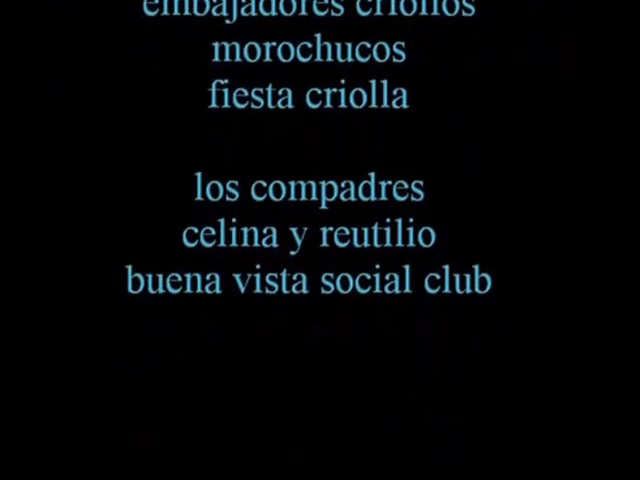 embajadores criollos
morochucos
fiesta criolla
los compadres
celina y reutilio
buena vista social club